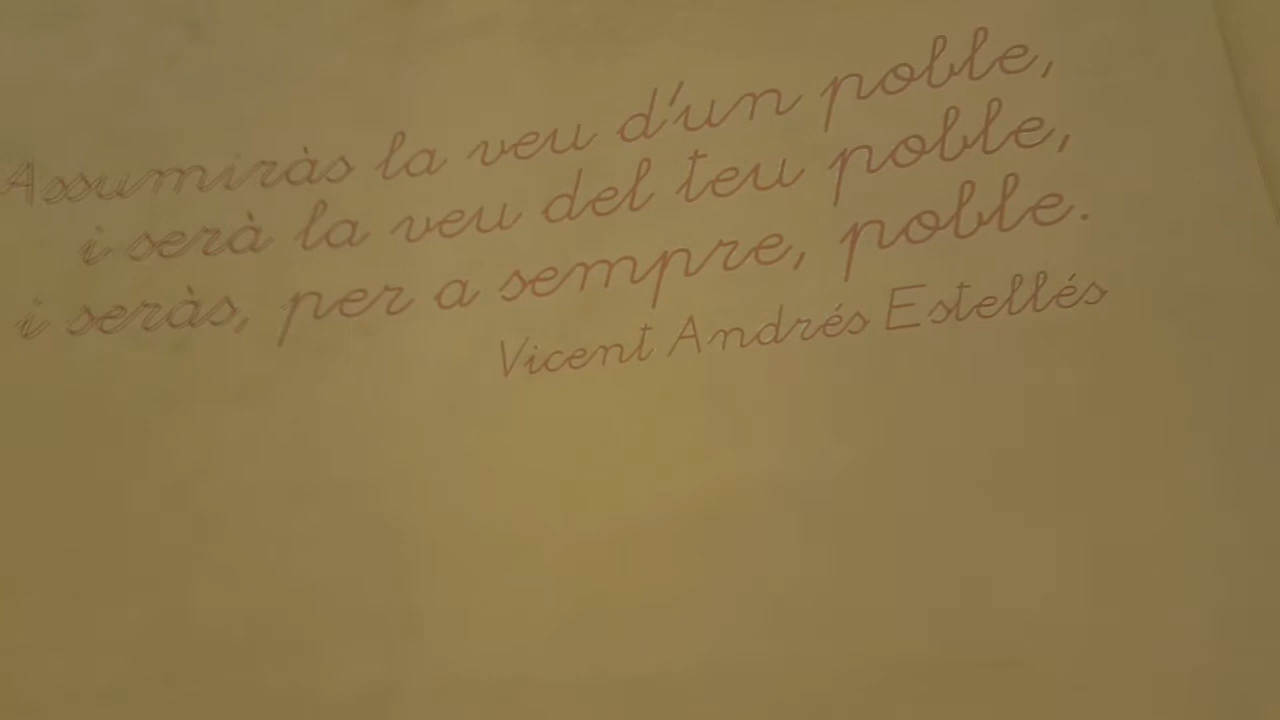 Assumiràs la veu d'un poble,
i serà la veu del teu poble,
i seràs, per a sempre, poble.
Vicent Andrés Estellés